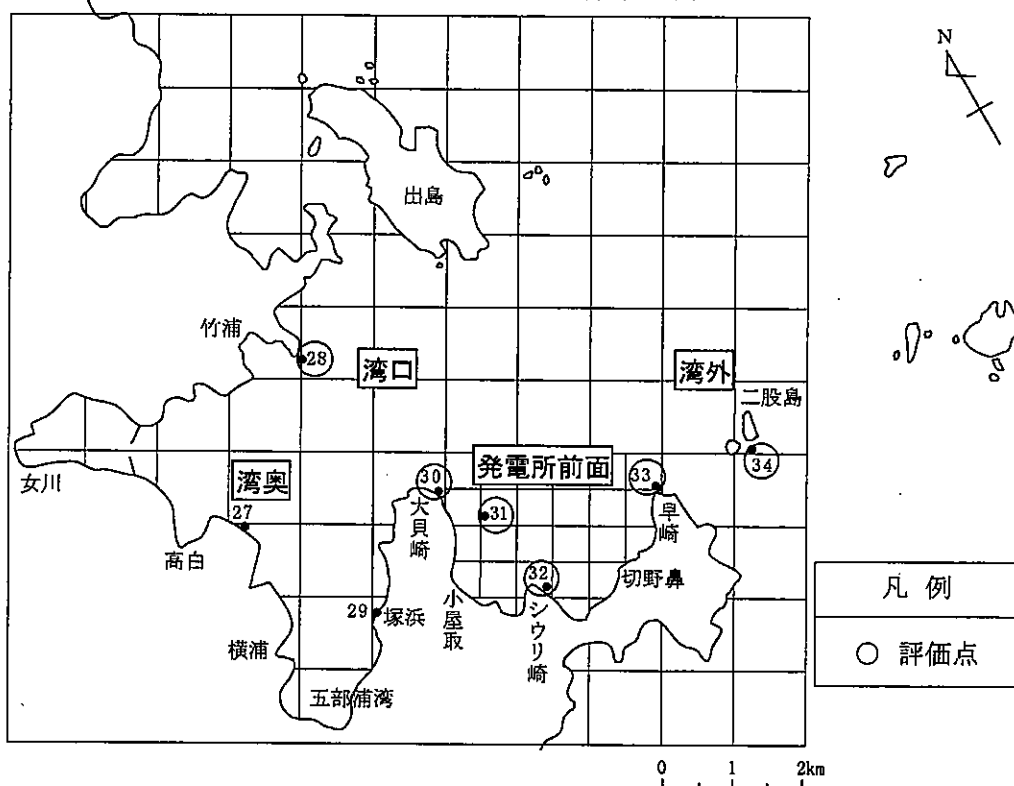 N
出島
竹浦
28
湾口
湾外
二股島
34
女川
湾奥
27
高白
30
大貝崎
発電所前面
31
33
早崎
32
シウリ崎
切野鼻
小屋取
29
塚浜
横浦
五部浦湾
凡例
評価点
0 1 2km